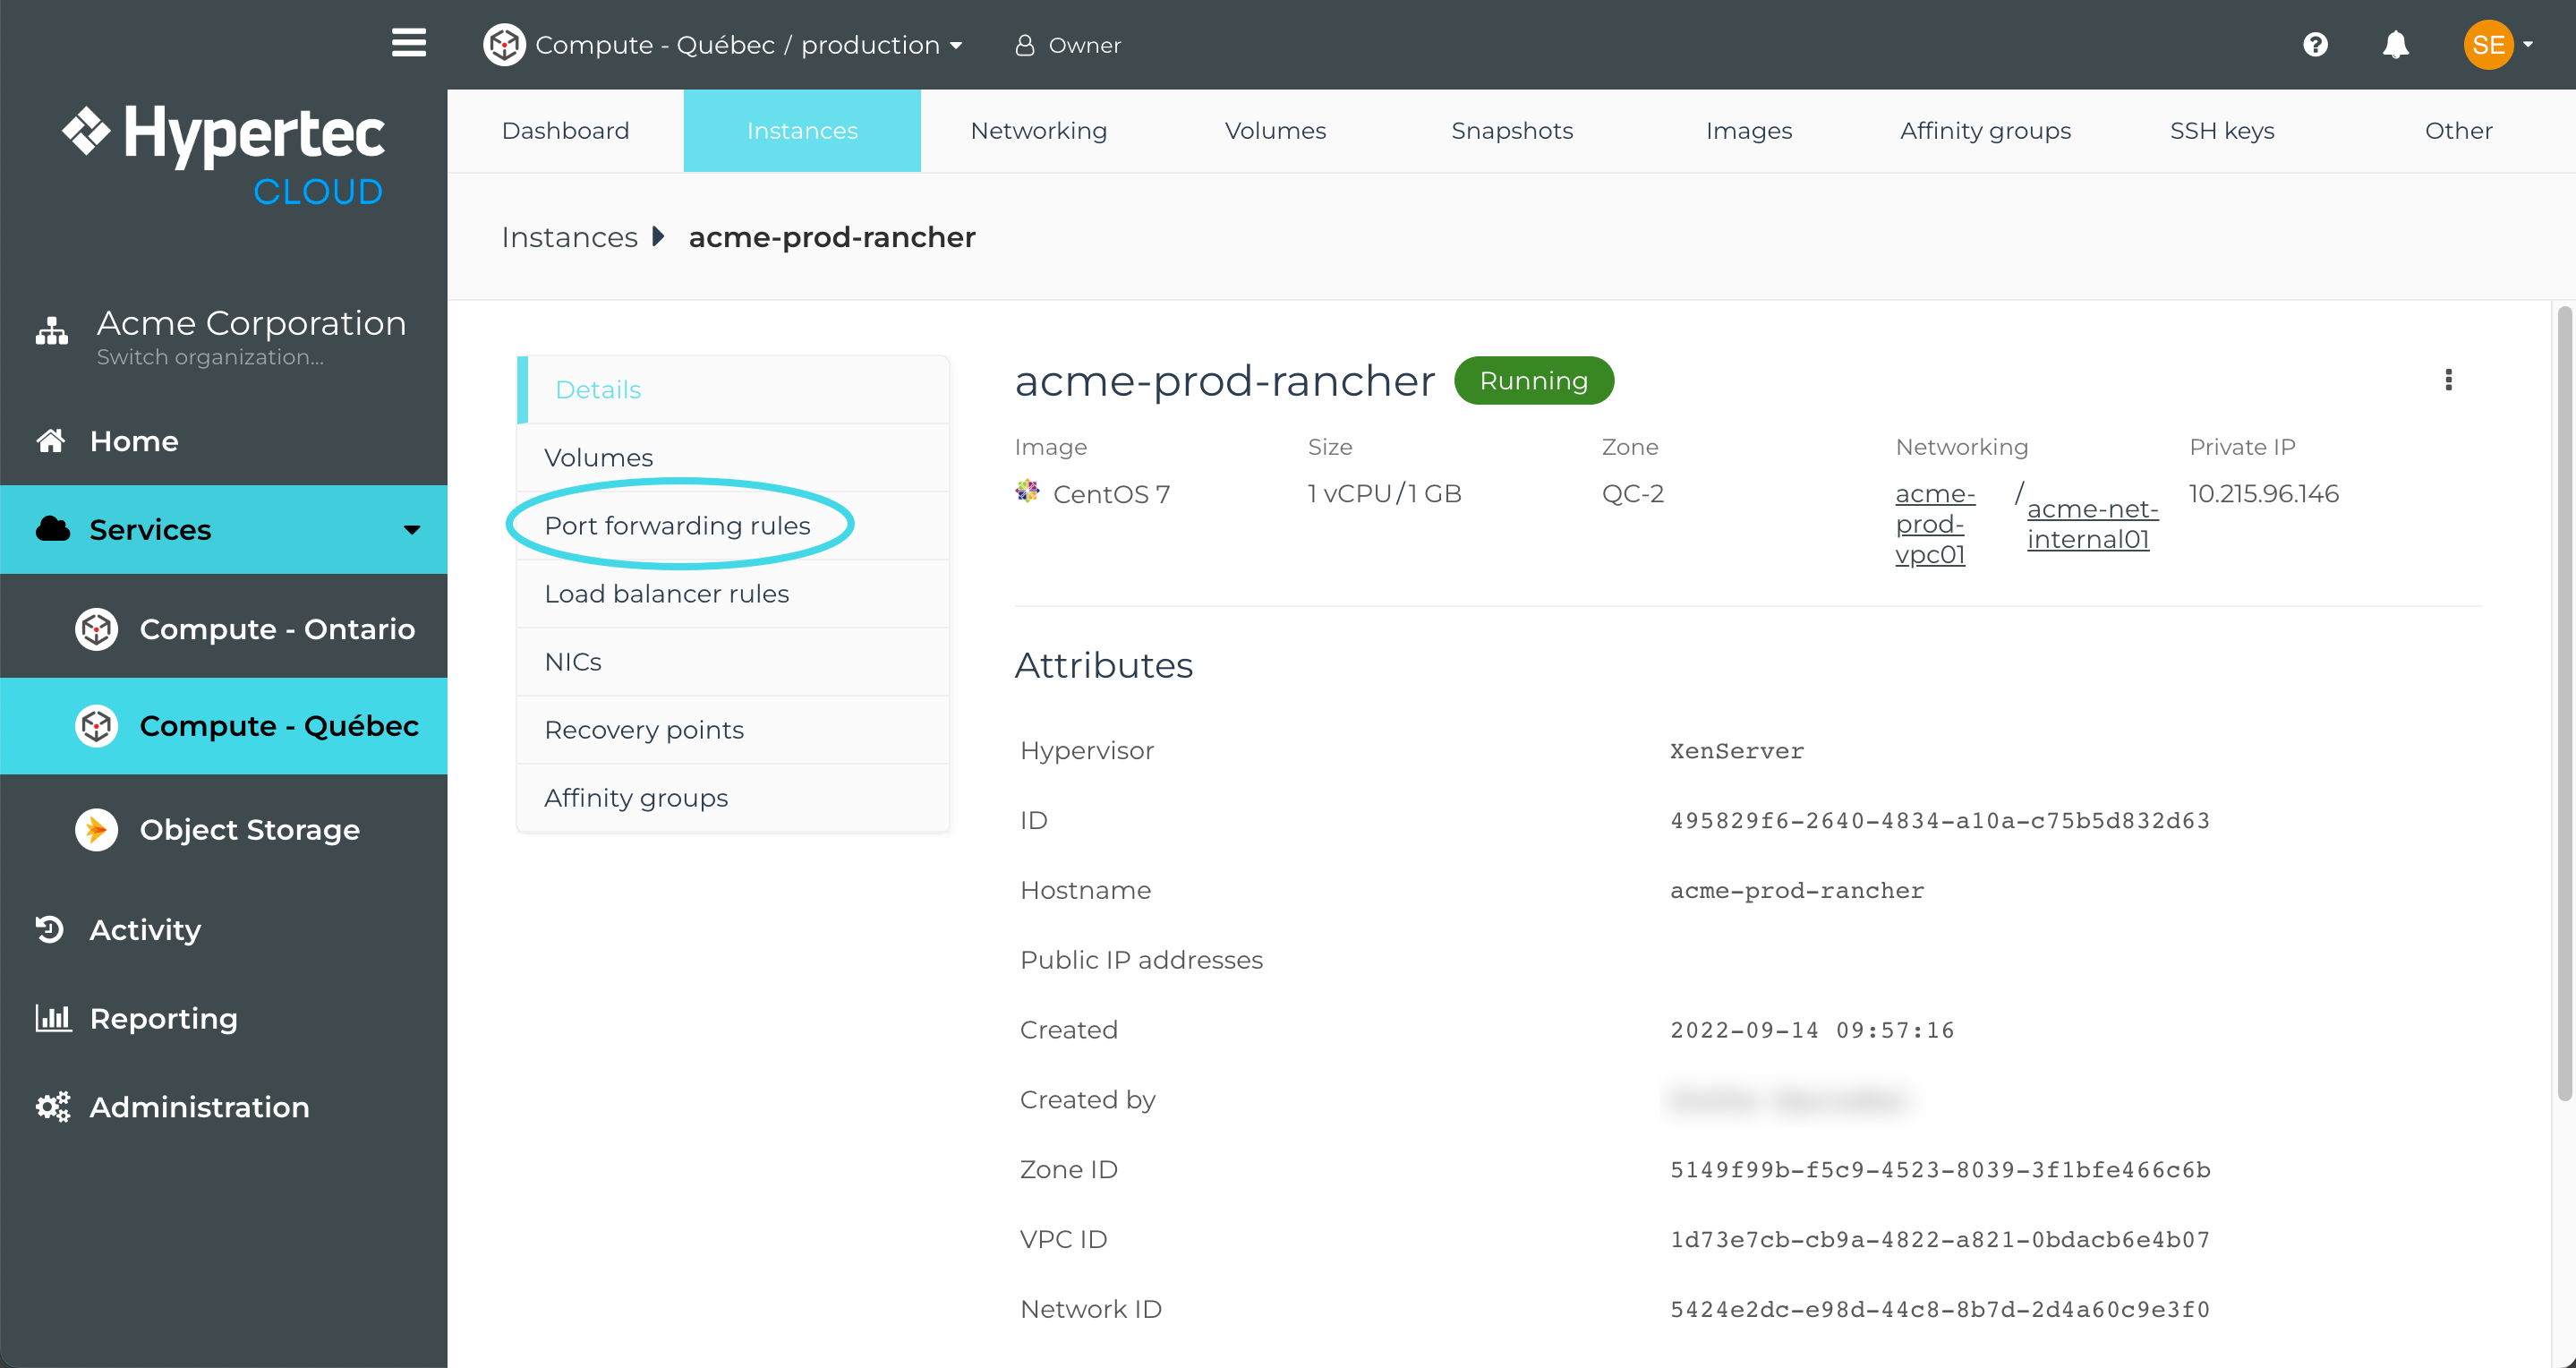 Compute - Québec / production
Owner
SE
Hypertec
CLOUD
Dashboard
Instances
Networking
Volumes
Snapshots
Images
Affinity groups
SSH keys
Other
Instances
acme-prod-rancher
Acme Corporation
Switch organization...
Home
Services
Compute - Ontario
Compute - Québec
Object Storage
Activity
Reporting
Administration
Details
Volumes
Port forwarding rules
Load balancer rules
NICs
Recovery points
Affinity groups
acme-prod-rancher
Running
Image
CentOS 7
Size
1 vCPU/1 GB
Zone
QC-2
Networking
acme-
prod-
vpc01
/
acme-net-
internal01
Private IP
10.215.96.146
Attributes
Hypervisor XenServer
ID 495829f6-2640-4834-a10a-c75b5d832d63
Hostname acme-prod-rancher
Public IP addresses
Created 2022-09-14 09:57:16
Created by
Zone ID 5149f99b-f5c9-4523-8039-3f1bfe466c6b
VPC ID 1d73e7cb-cb9a-4822-a821-0bdacb6e4b07
Network ID 5424e2dc-e98d-44c8-8b7d-2d4a60c9e3f0